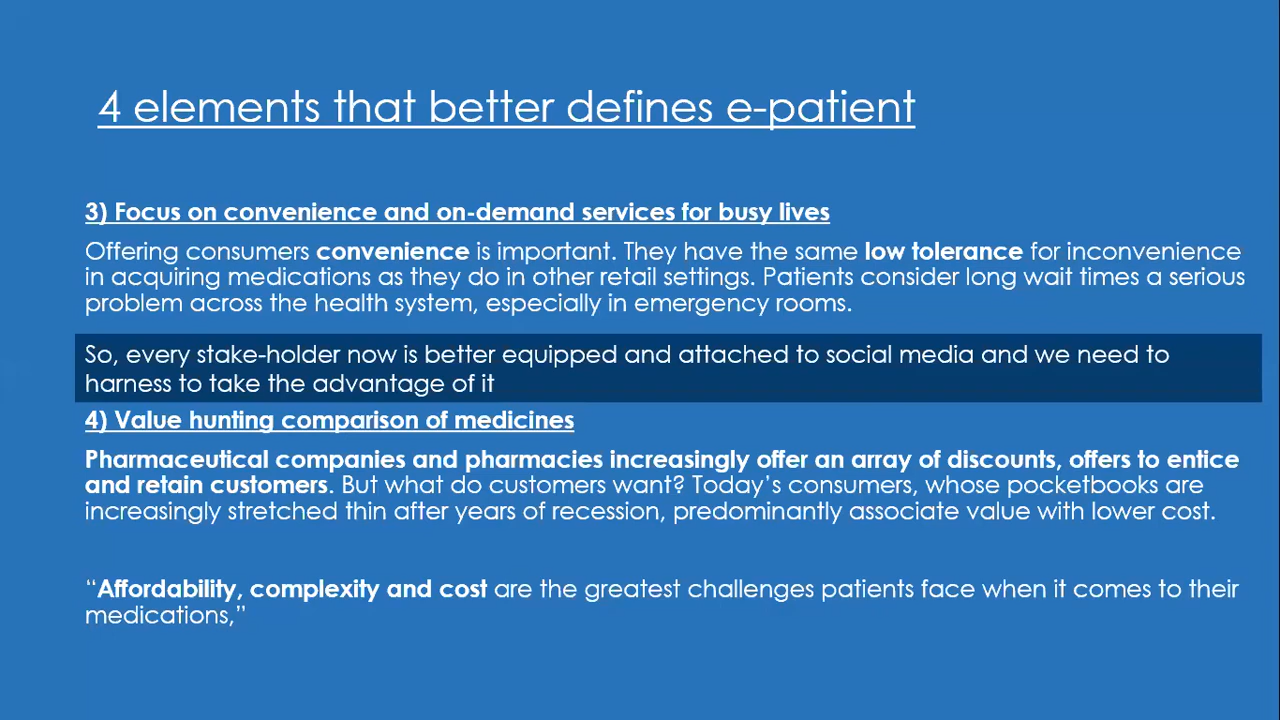 4 elements that better defines e-patient
3) Focus on convenience and on-demand services for busy lives
Offering consumers convenience is important. They have the same low tolerance for inconvenience
in acquiring medications as they do in other retail settings. Patients consider long wait times a serious
problem across the health system, especially in emergency rooms.
So, every stake-holder now is better equipped and attached to social media and we need to
harness to take the advantage of it
4) Value hunting comparison of medicines
Pharmaceutical companies and pharmacies increasingly offer an array of discounts, offers to entice
and retain customers. But what do customers want? Today’s consumers, whose pocketbooks are
increasingly stretched thin after years of recession, predominantly associate value with lower cost.
“Affordability, complexity and cost are the greatest challenges patients face when it comes to their
medications,”